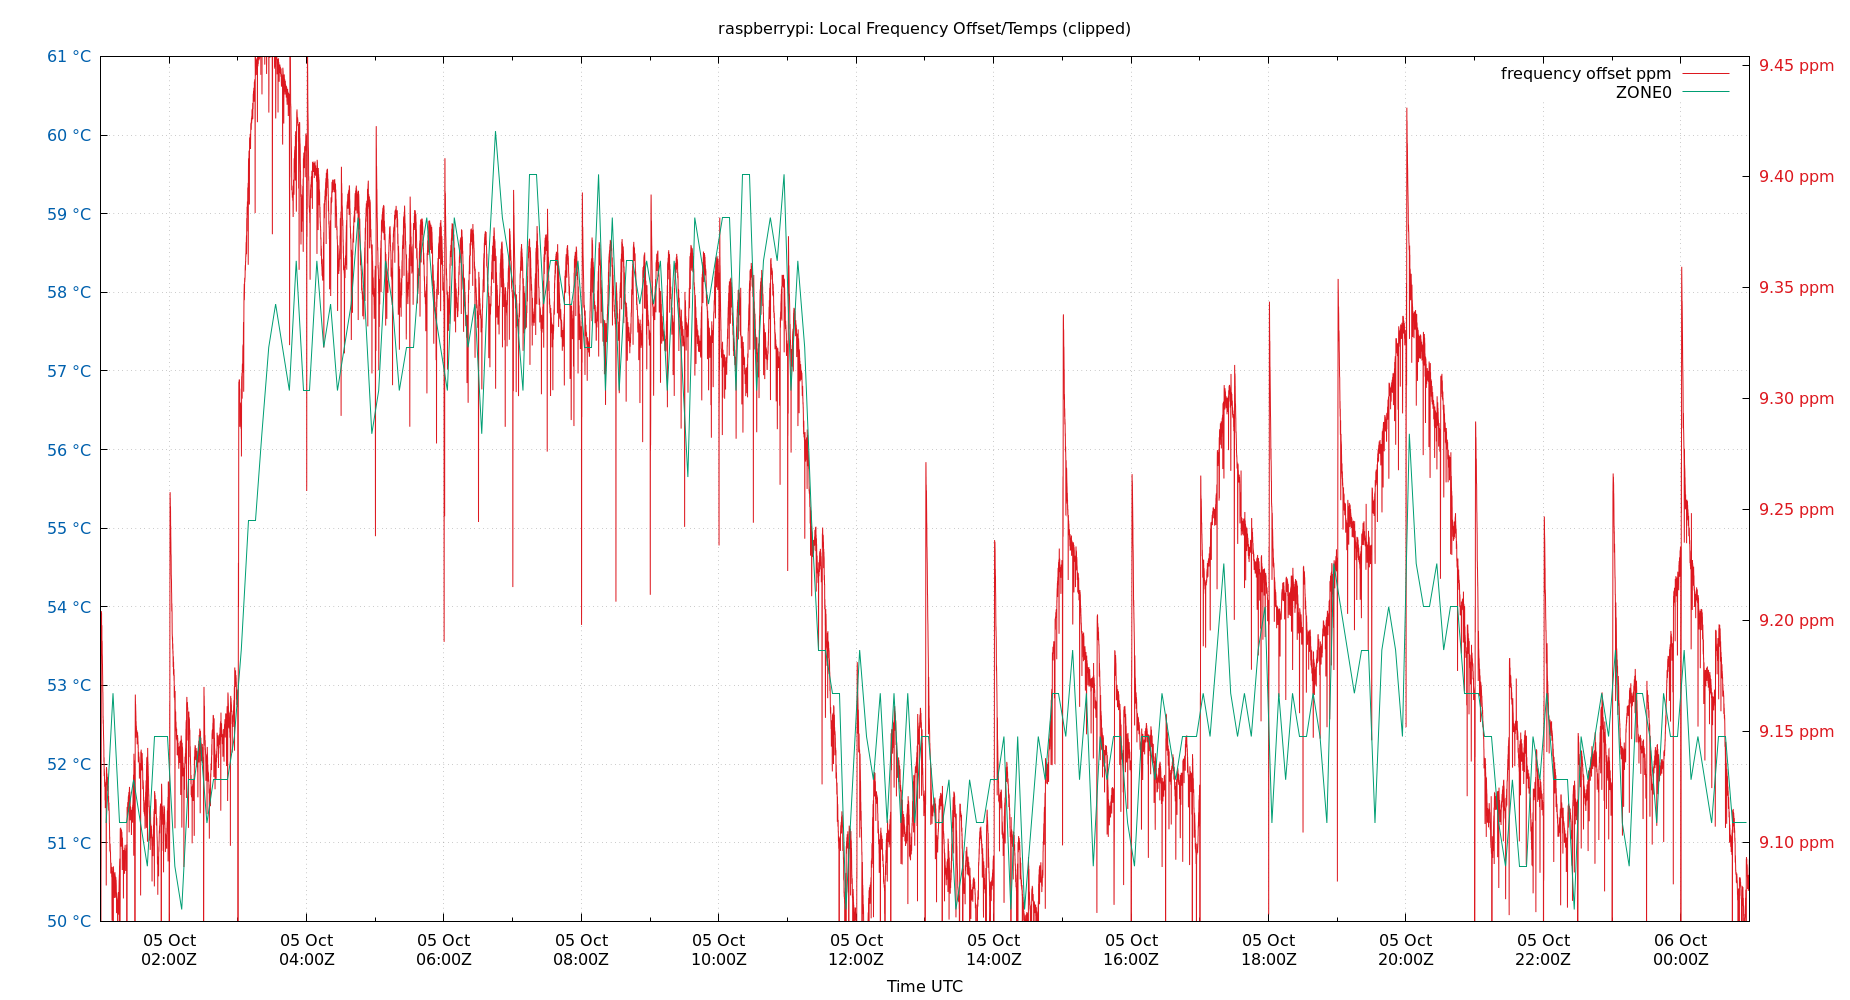 raspberrypi: Local Frequency Offset/Temps (clipped)
frequency offset ppm
ZONE0
61 °C
60 °C
59 °C
58 °C
57 °C
56 °C
55 °C
54 °C
53 °C
52 °C
51 °C
50 °C
9.45 ppm
9.40 ppm
9.35 ppm
9.30 ppm
9.25 ppm
9.20 ppm
9.15 ppm
9.10 ppm
05 Oct 05 Oct 05 Oct 05 Oct 05 Oct 05 Oct 05 Oct 05 Oct 05 Oct 05 Oct 05 Oct 06 Oct
02:00Z 04:00Z 06:00Z 08:00Z 10:00Z 12:00Z 14:00Z 16:00Z 18:00Z 20:00Z 22:00Z 00:00Z
Time UTC